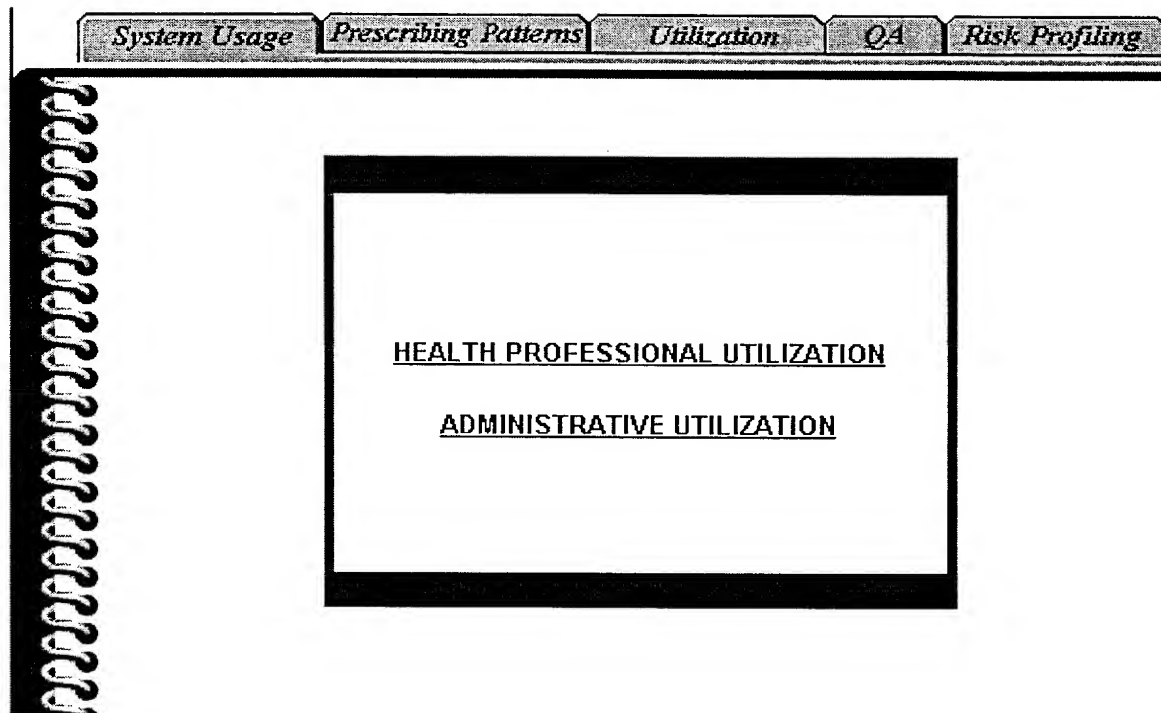 System Usage Prescribing Patterns Utilization QA Risk Profiling
HEALTH PROFESSIONAL UTILIZATION
ADMINISTRATIVE UTILIZATION